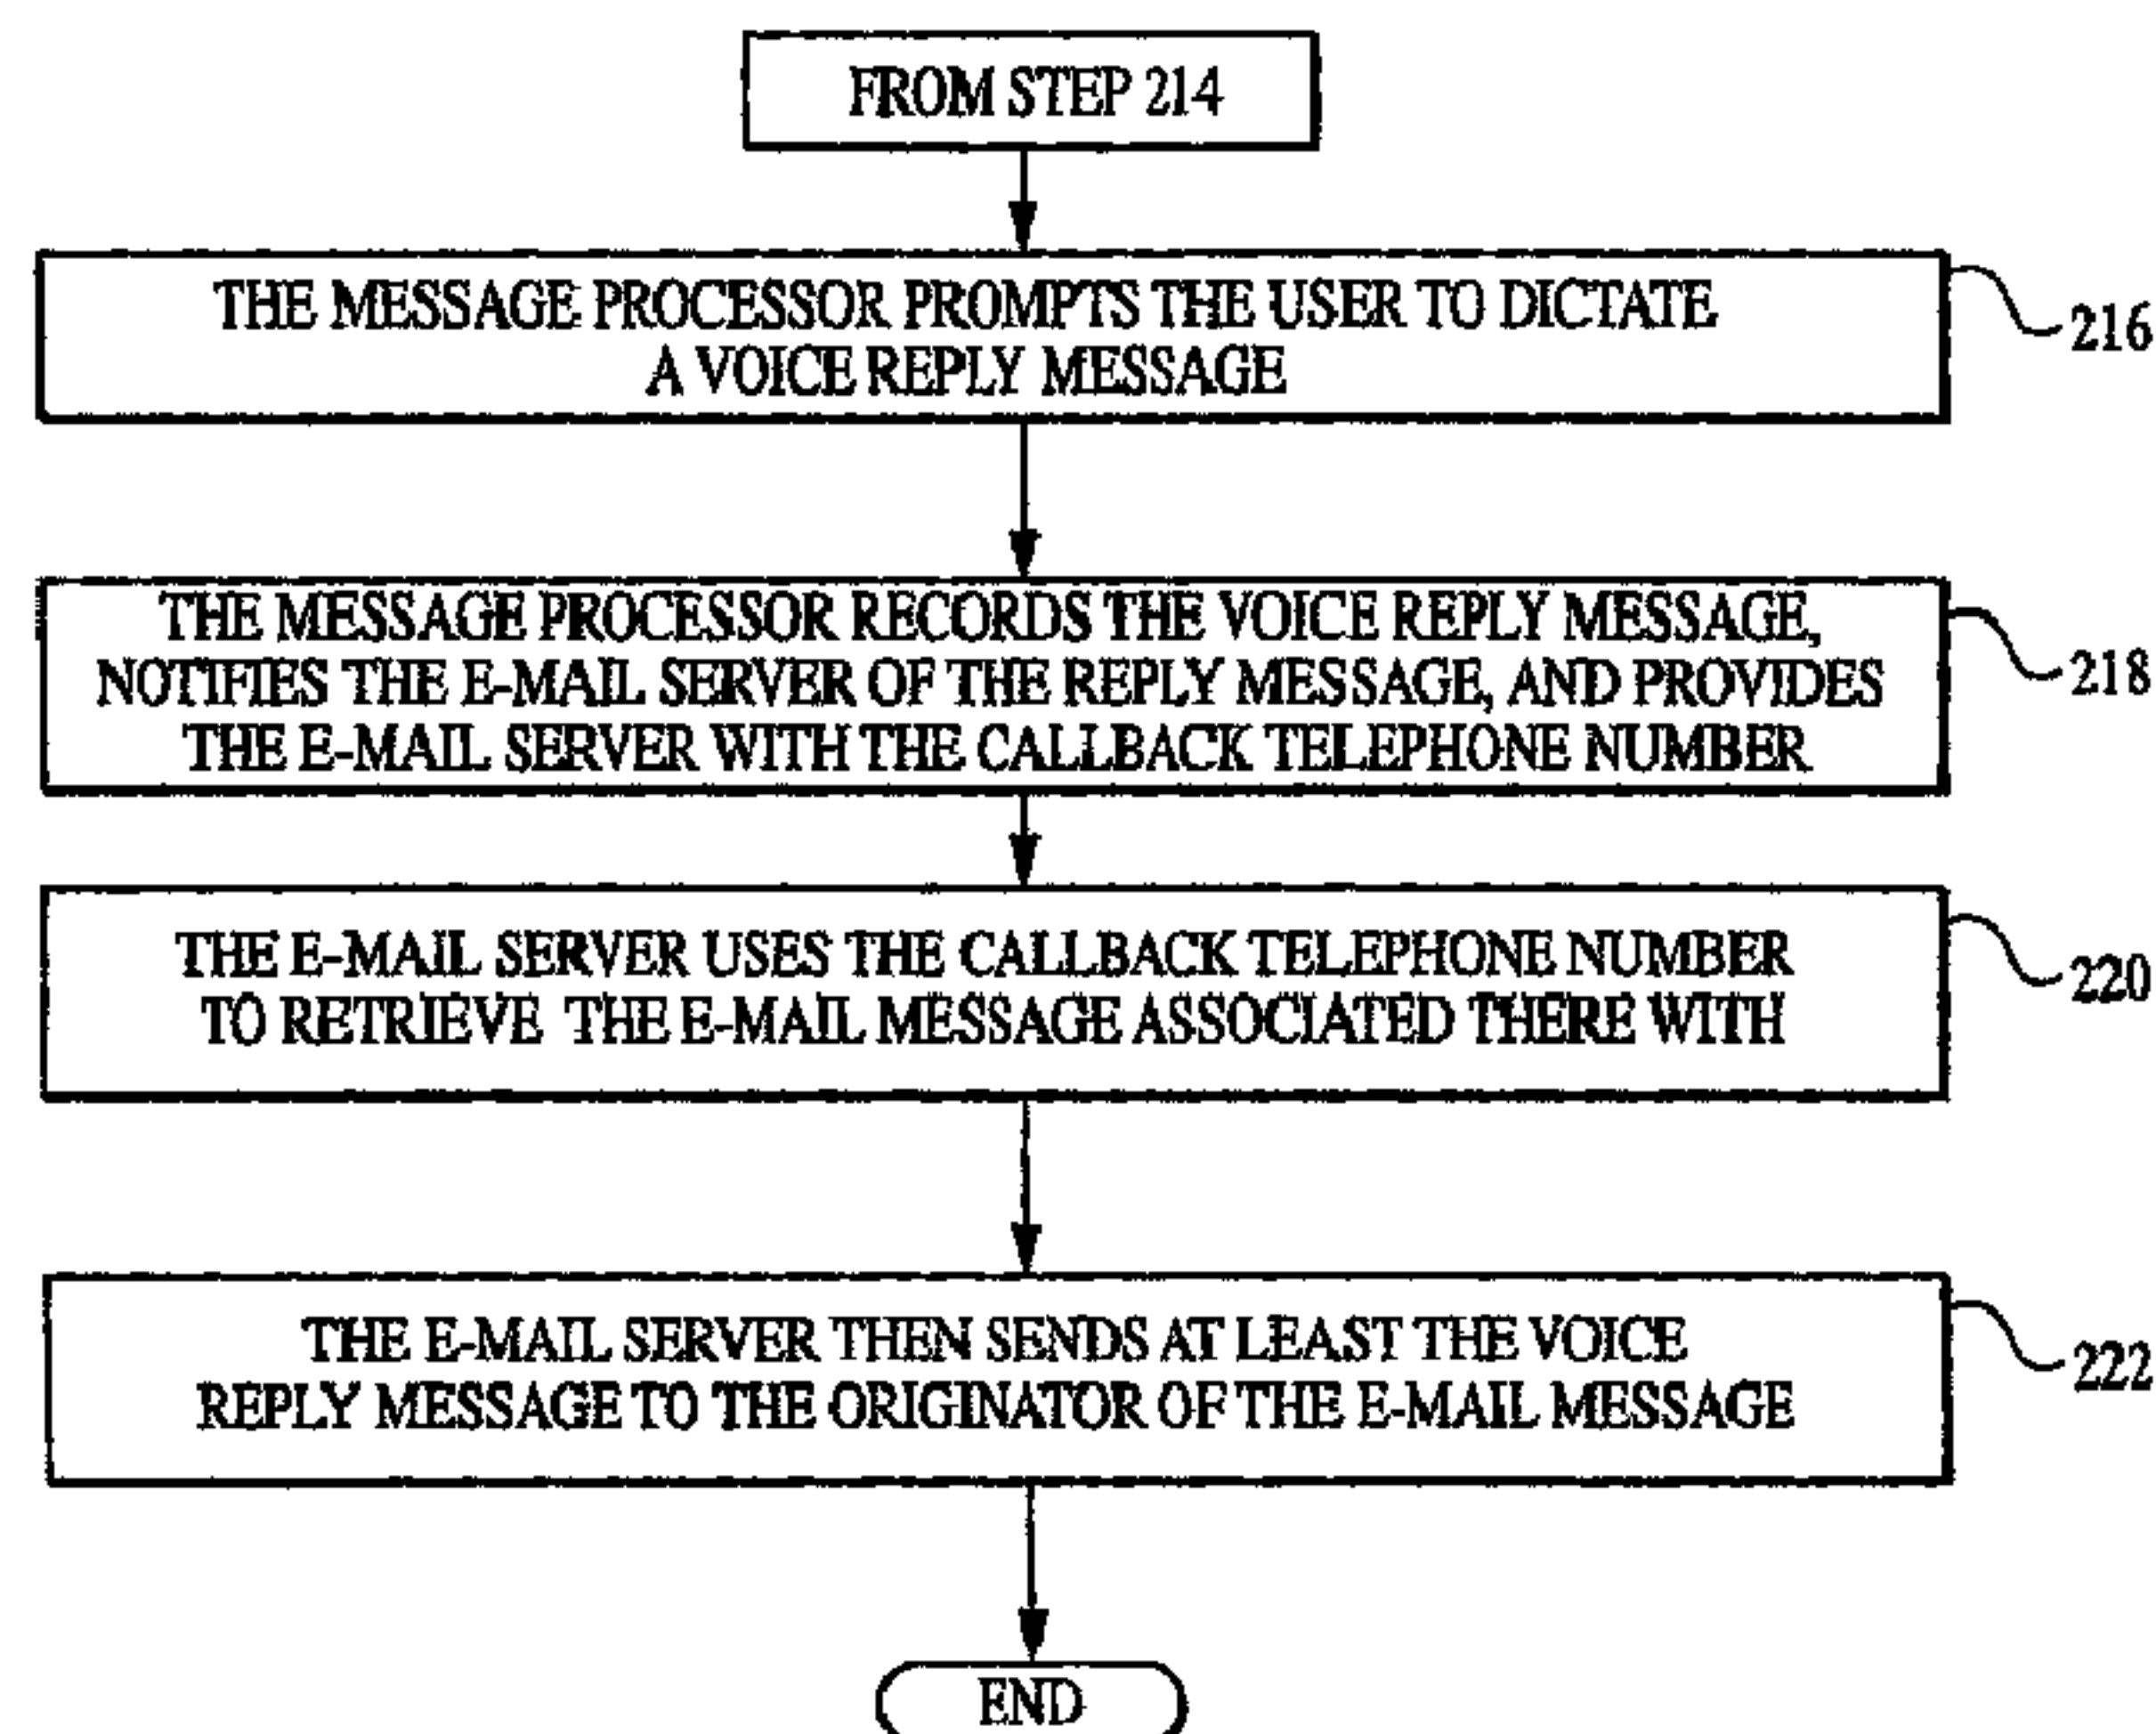 FROM STEP 214
THE MESSAGE PROCESSOR PROMPTS THE USER TO DICTATE
A VOICE REPLY MESSAGE
216
THE MESSAGE PROCESSOR RECORDS THE VOICE REPLY MESSAGE,
NOTIFIES THE E-MAIL SERVER OF THE REPLY MESSAGE, AND PROVIDES
THE E-MAIL SERVER WITH THE CALLBACK TELEPHONE NUMBER
218
THE E-MAIL SERVER USES THE CALLBACK TELEPHONE NUMBER
TO RETRIEVE THE E-MAIL MESSAGE ASSOCIATED THERE WITH
220
THE E-MAIL SERVER THEN SENDS AT LEAST THE VOICE
REPLY MESSAGE TO THE ORIGINATOR OF THE E-MAIL MESSAGE
222
END